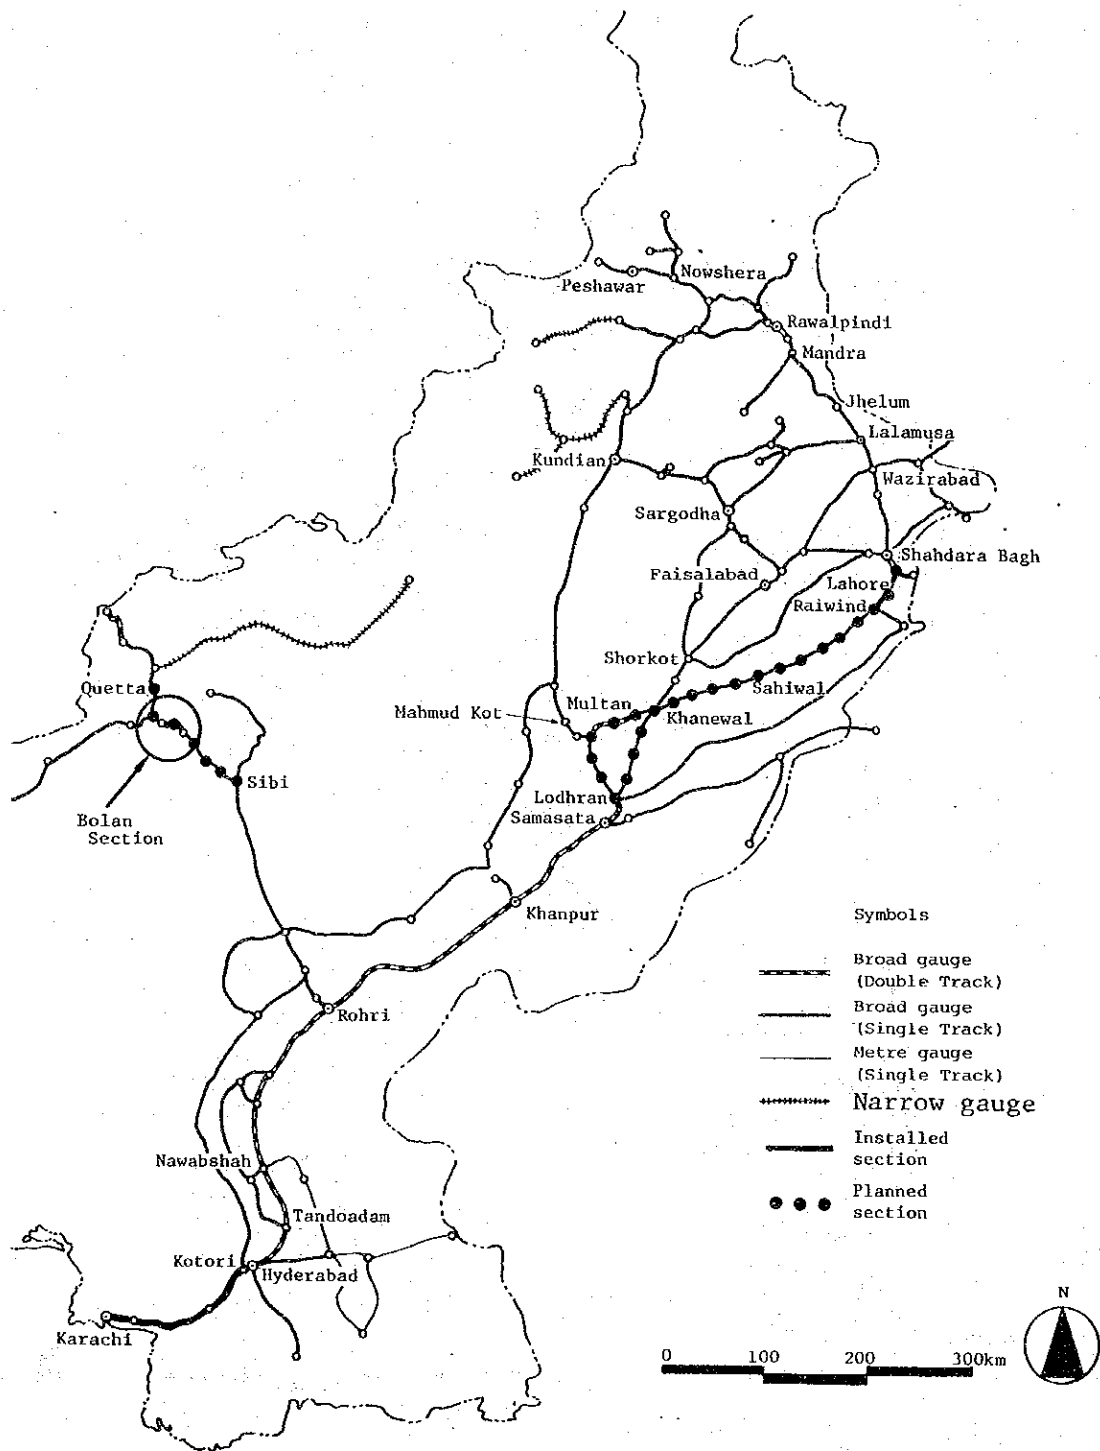 Nowshera
Peshawar
Rawalpindi
Mandra
Jhelum
Lalamusa
Kundian
Wazirabad
Sargodha
Shahdara Bagh
Faisalabad
Lahore
Raiwind
Shorkot
Quetta
Sahiwal
Multan
Mahmud Kot
Khanewal
Sibi
Lodhran
Samasata
Bolan
Section
Khanpur
Rohri
Nawabshah
Tandoadam
Kotori
Hyderabad
Karachi
Symbols
Broad gauge
(Double Track)
Broad gauge
(Single Track)
Metre gauge
(Single Track)
Narrow gauge
Installed
section
Planned
section
N
0 100 200 300km